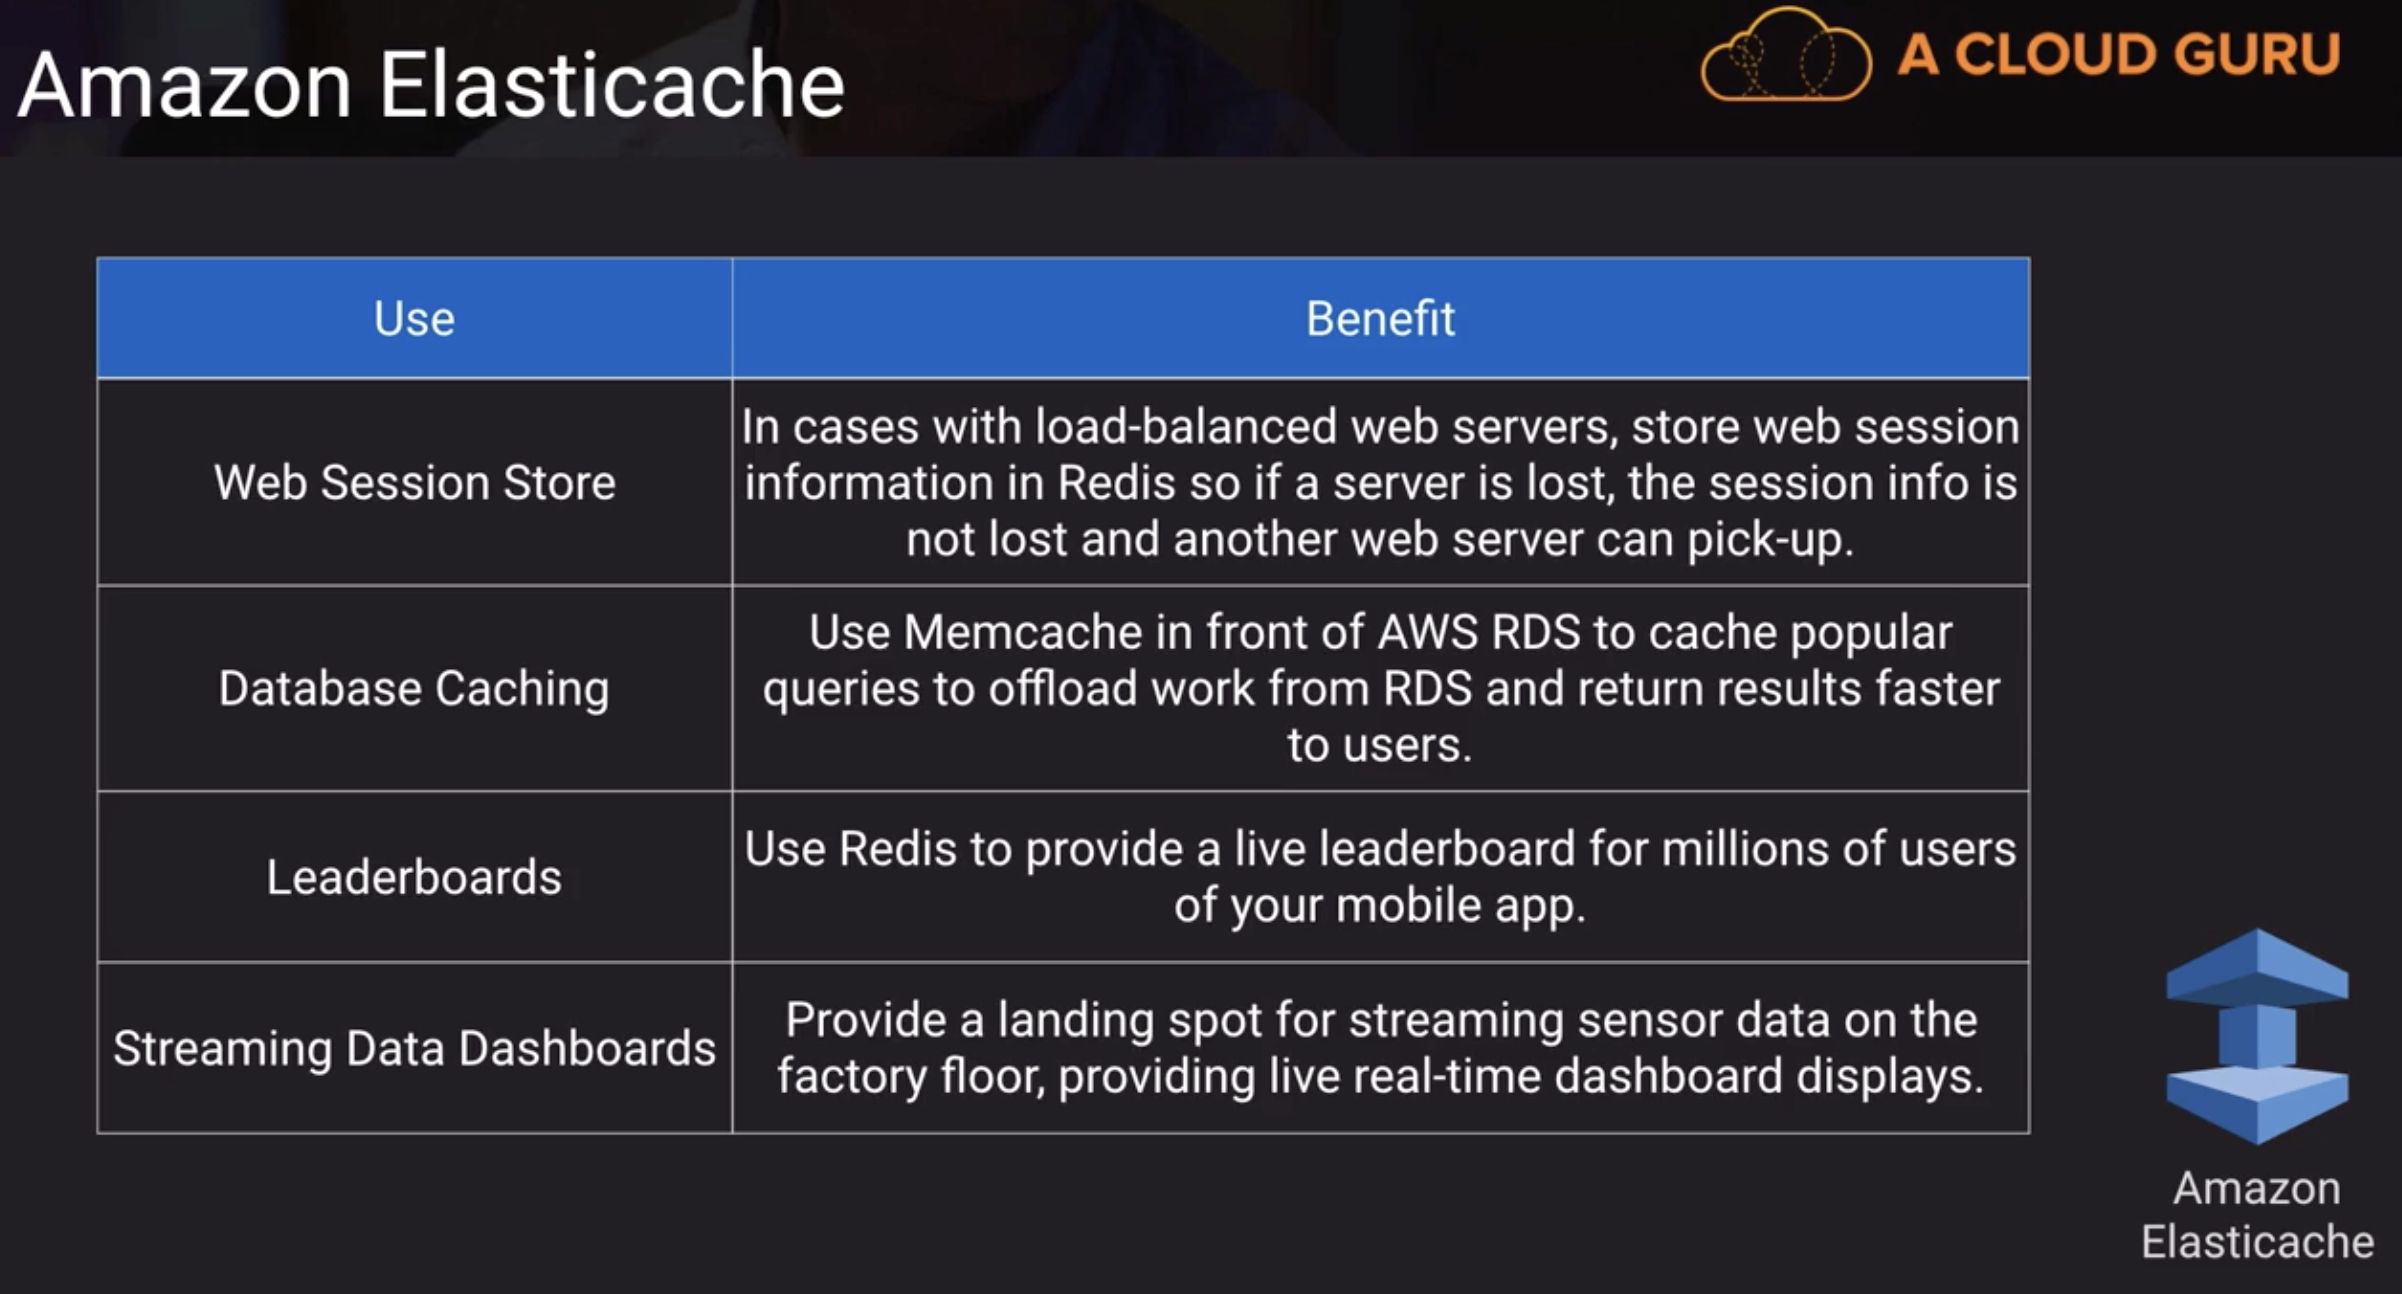 Amazon Elasticache
A CLOUD GURU
Use
Benefit
Web Session Store
In cases with load-balanced web servers, store web session
information in Redis so if a server is lost, the session info is
not lost and another web server can pick-up.
Database Caching
Use Memcache in front of AWS RDS to cache popular
queries to offload work from RDS and return results faster
to users.
Leaderboards
Use Redis to provide a live leaderboard for millions of users
of your mobile app.
Streaming Data Dashboards
Provide a landing spot for streaming sensor data on the
factory floor, providing live real-time dashboard displays.
Amazon
Elasticache